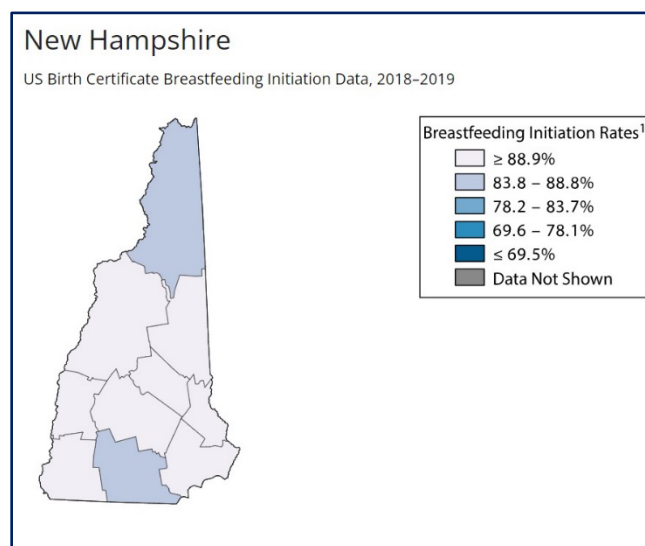 New Hampshire
US Birth Certificate Breastfeeding Initiation Data, 2018–2019
Breastfeeding Initiation Rates¹
≥ 88.9%
83.8 – 88.8%
78.2 – 83.7%
69.6 – 78.1%
≤ 69.5%
Data Not Shown